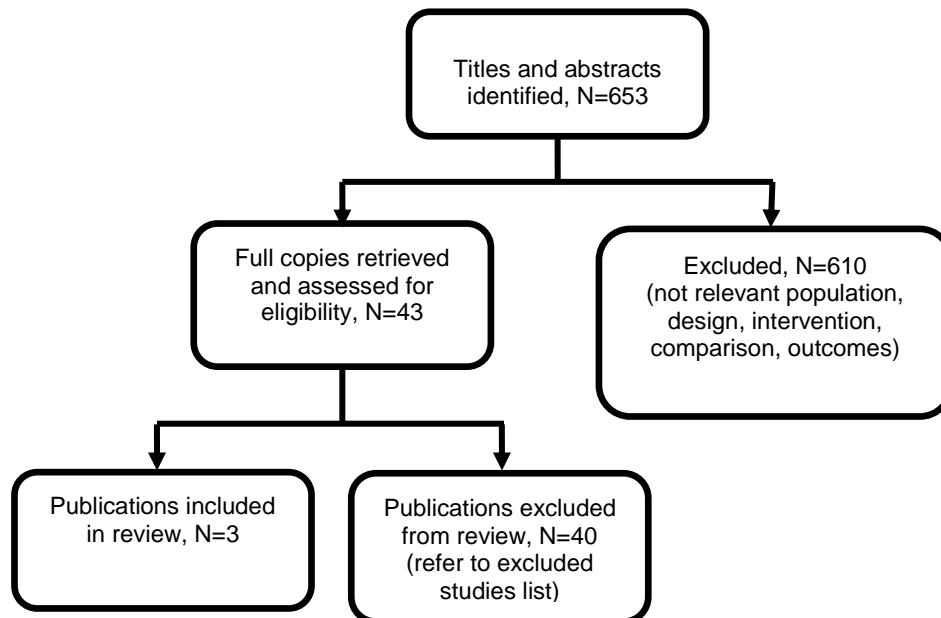 Titles and abstracts
identified, N=653
Full copies retrieved
and assessed for
eligibility, N=43
Excluded, N=610
(not relevant population,
design, intervention,
comparison, outcomes)
Publications included
in review, N=3
Publications excluded
from review, N=40
(refer to excluded
studies list)